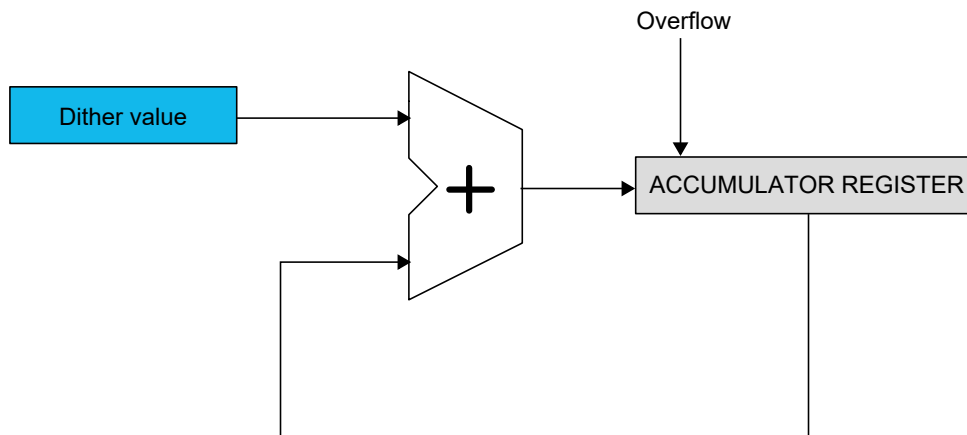 Overflow
Dither value
+
ACCUMULATOR REGISTER